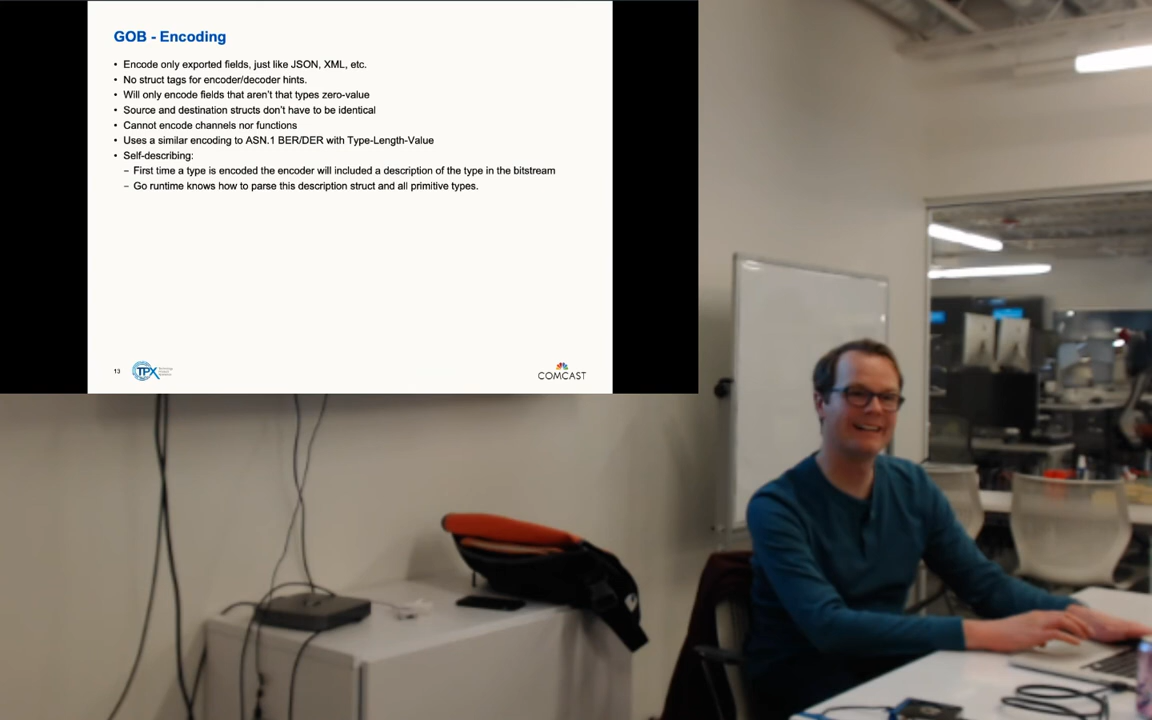 GOB - Encoding
• Encode only exported fields, just like JSON, XML, etc.
• No struct tags for encoder/decoder hints.
• Will only encode fields that aren't that types zero-value
• Source and destination structs don't have to be identical
• Cannot encode channels nor functions
• Uses a similar encoding to ASN.1 BER/DER with Type-Length-Value
• Self-describing:
– First time a type is encoded the encoder will included a description of the type in the bitstream
– Go runtime knows how to parse this description struct and all primitive types.
13
TPX
COMCAST